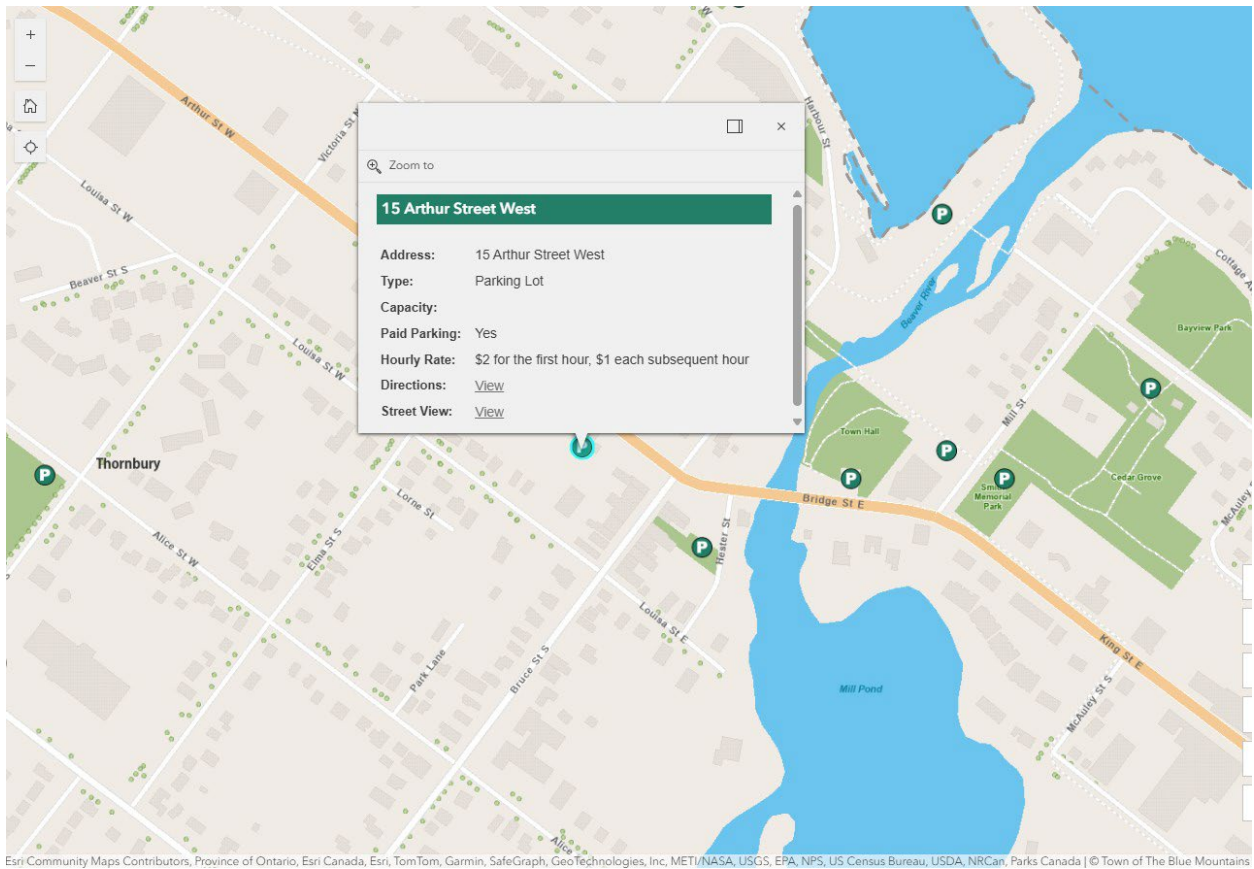 +
−
Arthur St W
Victoria St N
Harbour St
Louisa St W
Beaver St S
Louisa St W
Zoom to
15 Arthur Street West
Address: 15 Arthur Street West
Type: Parking Lot
Capacity:
Paid Parking: Yes
Hourly Rate: $2 for the first hour, $1 each subsequent hour
Directions: View
Street View: View
P
Cottage A
Beaver River
Bayview Park
P
Mill St
Town Hall
P
P
Thornbury
P
P
P
Memorial
Park
Cedar Grove
McAuley
Lorne St
Bridge St E
Alice St W
Elma St S
Hester St
P
Louisa St E
King St E
Park Lane
Bruce St S
Mill Pond
McAuley St S
Alice
Esri Community Maps Contributors, Province of Ontario, Esri Canada, Esri, TomTom, Garmin, SafeGraph, GeoTechnologies, Inc, METI/NASA, USGS, EPA, NPS, US Census Bureau, USDA, NRCan, Parks Canada | © Town of The Blue Mountains